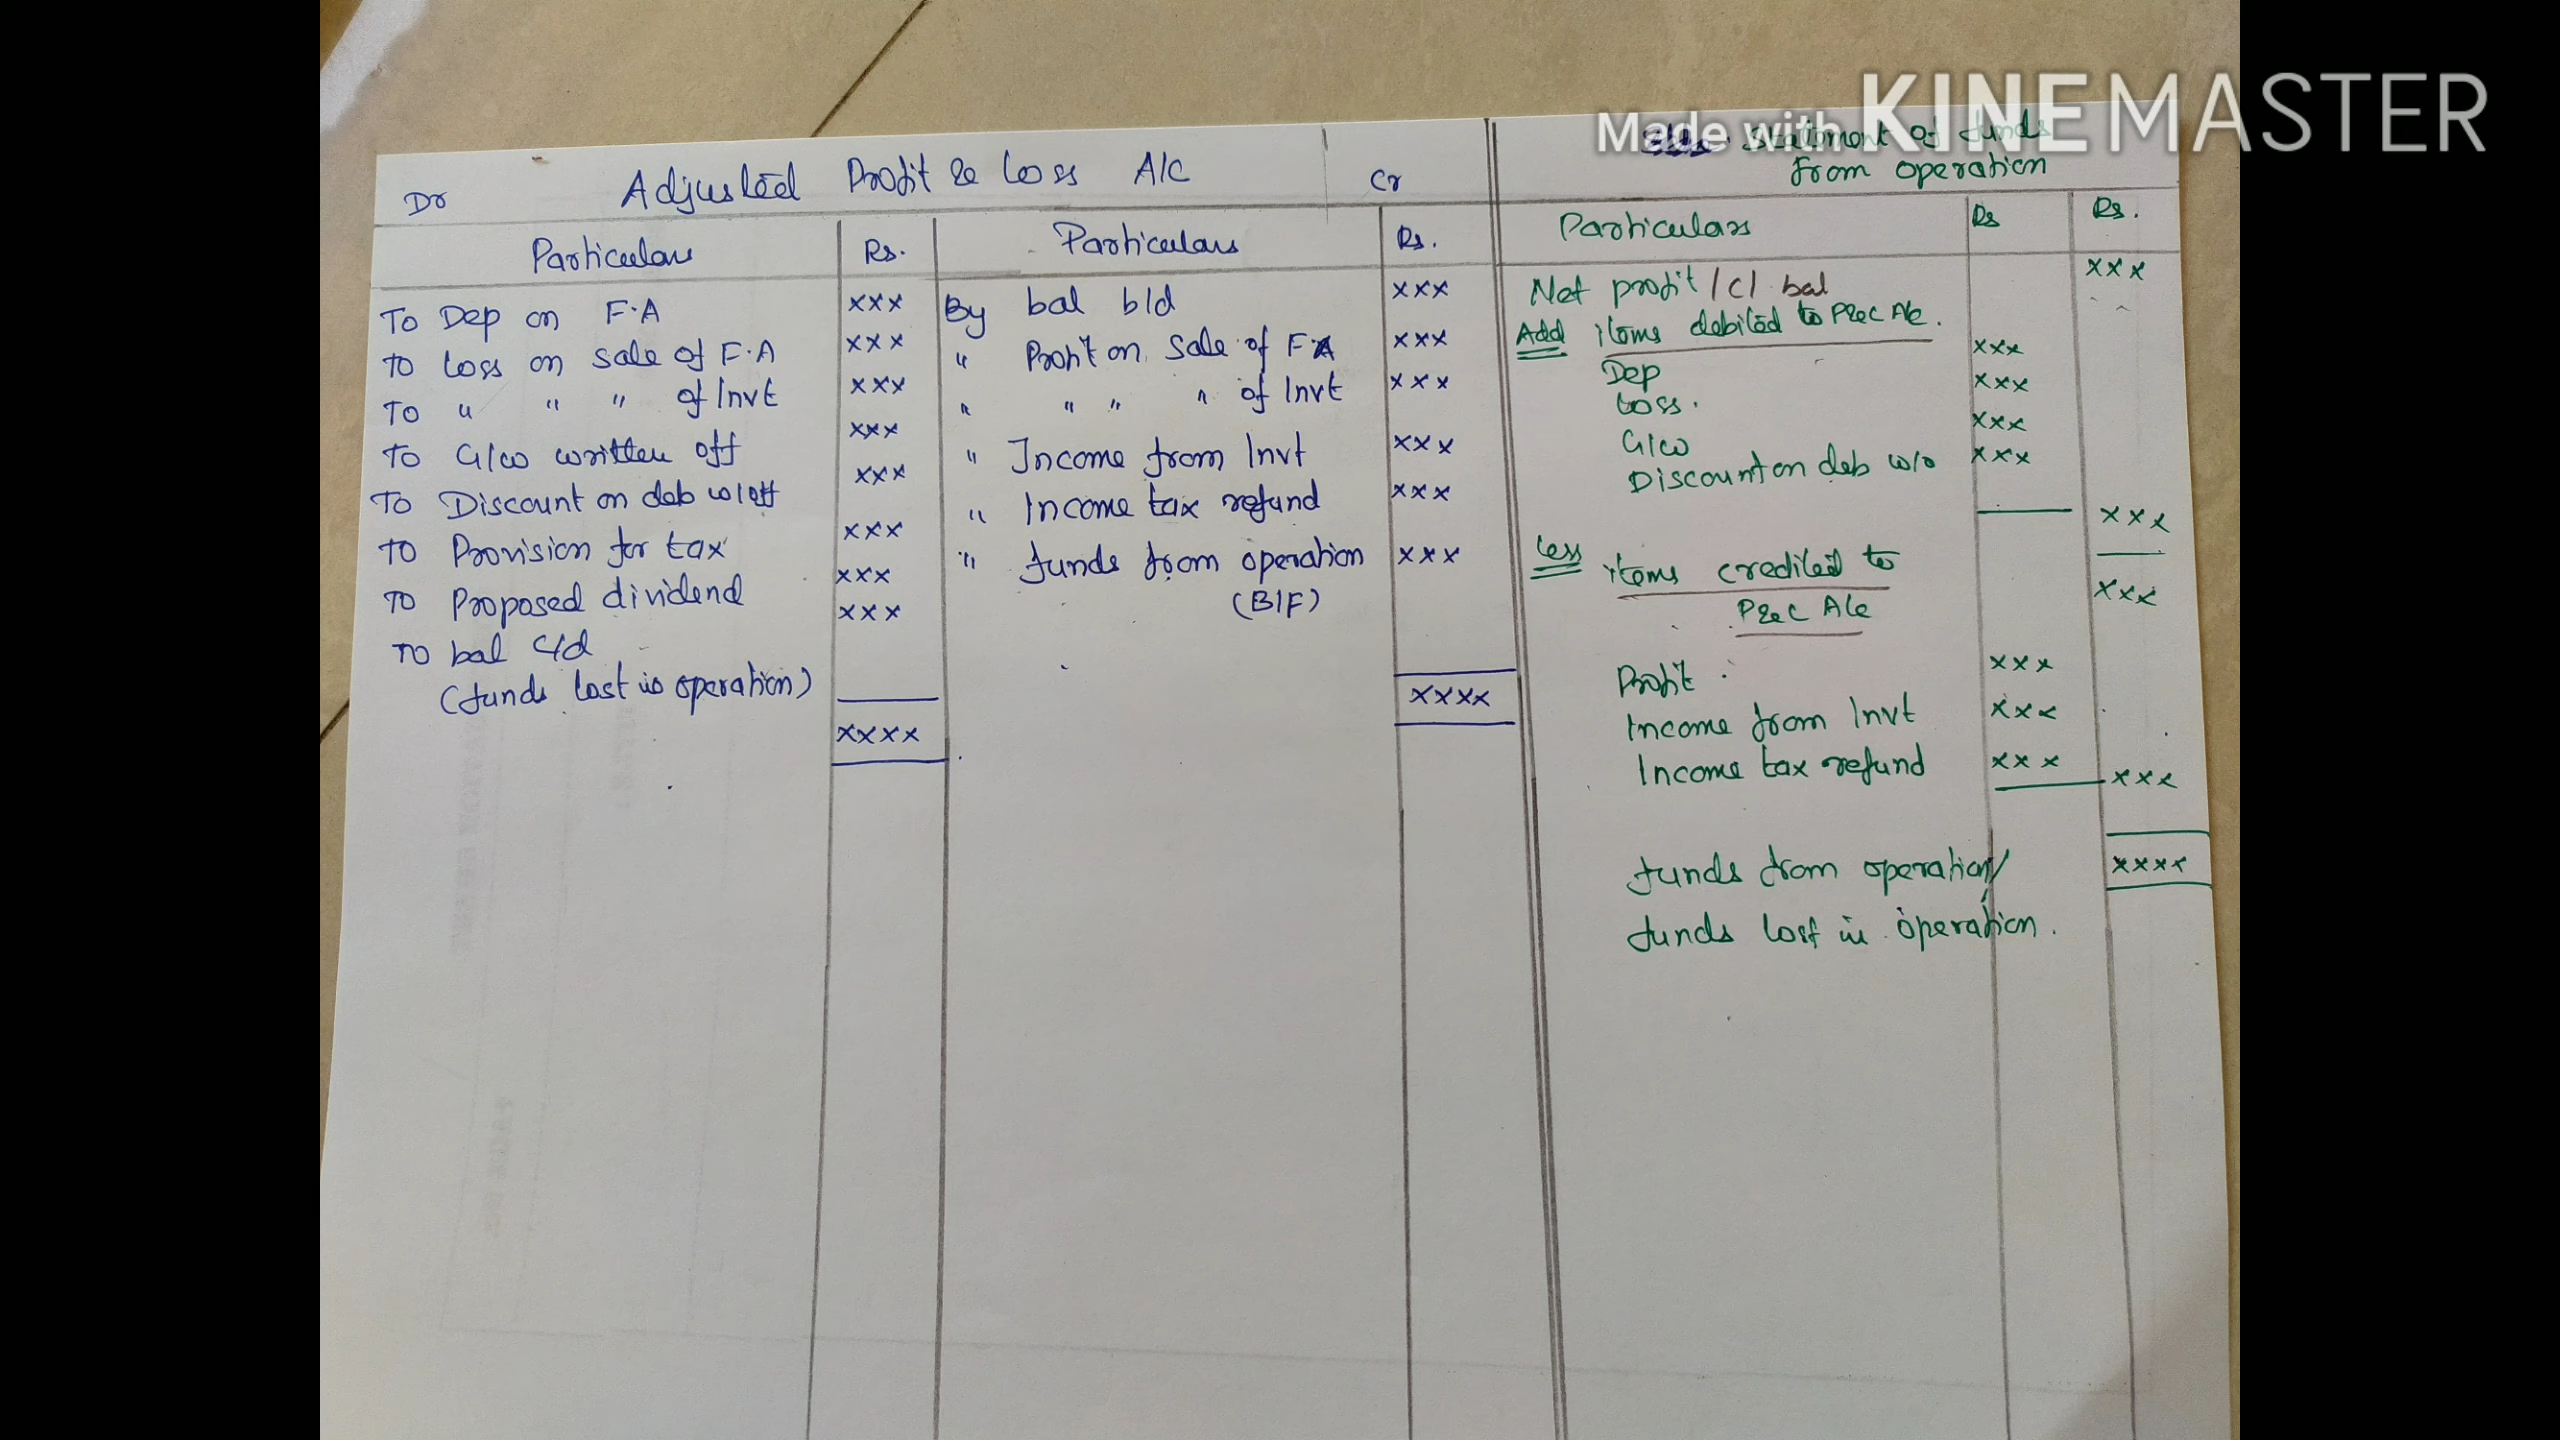 Made with KINEMASTER
Dr Adjusted Profit & Loss A/C Cr
Particulars Rs. Particulars Rs.
To Dep on F.A xxx By bal b/d xxx
To Loss on sale of F.A xxx " Profit on sale of FA xxx
To " " " of Invt xxx " " " " of Invt xxx
To G/w written off xxx " Income from Invt xxx
To Discount on deb w/off xxx " Income tax refund xxx
To Provision for tax xxx " funds from operation xxx
(B/F)
To Proposed dividend xxx
To bal c/d xxx
(funds lost in operation)
xxxx xxxx
Statement of funds
from operation
Particulars Rs Rs.
Net profit / Cl bal xxx
Add items debited to P&L A/c.
Dep xxx
Loss. xxx
G/w xxx
Discount on deb w/o xxx
xxx
Less items credited to
xxx
P&L A/c
Profit xxx
Income from Invt xxx
Income tax refund xxx xxx
funds from operation/ xxxx
funds lost in operation.